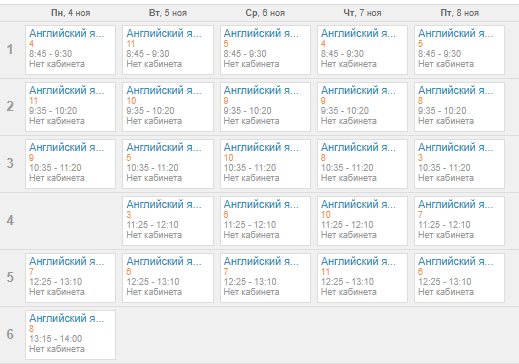 Пн, 4 ноя Вт, 5 ноя Ср, 6 ноя Чт, 7 ноя Пт, 8 ноя
1
Английский я... Английский я... Английский я... Английский я... Английский я...
4 11 5 4 5
8:45 - 9:30 8:45 - 9:30 8:45 - 9:30 8:45 - 9:30 8:45 - 9:30
Нет кабинета Нет кабинета Нет кабинета Нет кабинета Нет кабинета
2
Английский я... Английский я... Английский я... Английский я... Английский я...
11 10 9 9 8
9:35 - 10:20 9:35 - 10:20 9:35 - 10:20 9:35 - 10:20 9:35 - 10:20
Нет кабинета Нет кабинета Нет кабинета Нет кабинета Нет кабинета
3
Английский я... Английский я... Английский я... Английский я... Английский я...
9 5 10 8 3
10:35 - 11:20 10:35 - 11:20 10:35 - 11:20 10:35 - 11:20 10:35 - 11:20
Нет кабинета Нет кабинета Нет кабинета Нет кабинета Нет кабинета
4
Английский я... Английский я... Английский я... Английский я...
3 6 10 7
11:25 - 12:10 11:25 - 12:10 11:25 - 12:10 11:25 - 12:10
Нет кабинета Нет кабинета Нет кабинета Нет кабинета
5
Английский я... Английский я... Английский я... Английский я... Английский я...
7 6 7 11 6
12:25 - 13:10 12:25 - 13:10 12:25 - 13:10 12:25 - 13:10 12:25 - 13:10
Нет кабинета Нет кабинета Нет кабинета Нет кабинета Нет кабинета
6
Английский я...
8
13:15 - 14:00
Нет кабинета